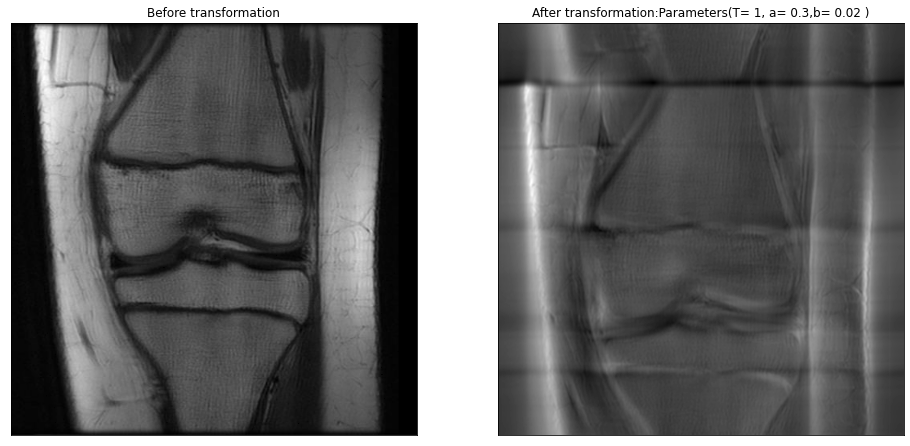 Before transformation
After transformation:Parameters(T= 1, a= 0.3,b= 0.02 )